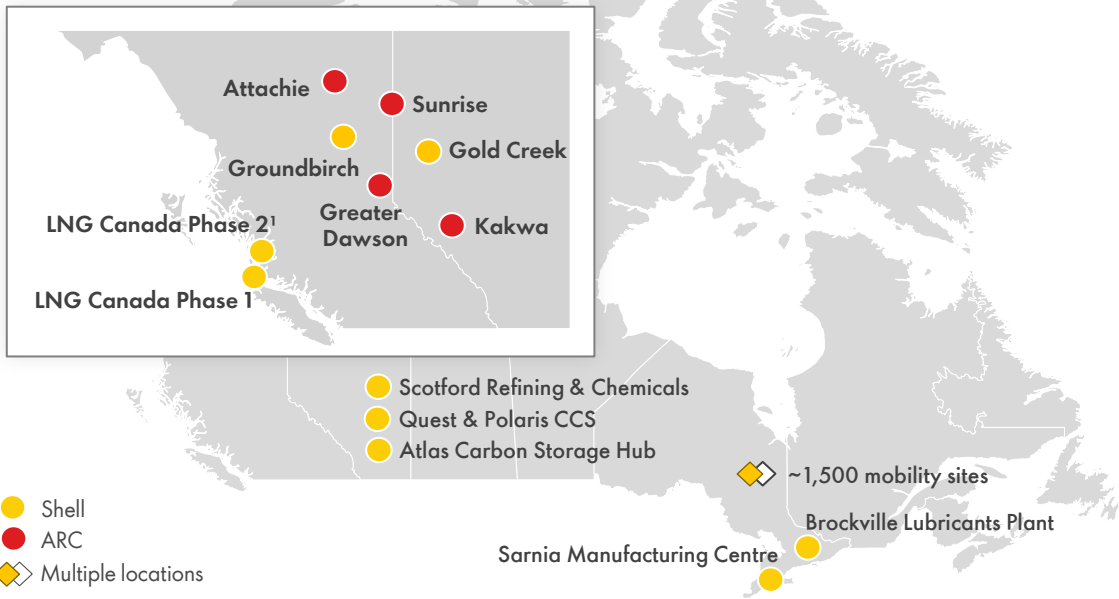 Attachie
Sunrise
Gold Creek
Groundbirch
Greater
Dawson
Kakwa
LNG Canada Phase 2¹
LNG Canada Phase 1
Scotford Refining & Chemicals
Quest & Polaris CCS
Atlas Carbon Storage Hub
~1,500 mobility sites
Brockville Lubricants Plant
Sarnia Manufacturing Centre
Shell
ARC
Multiple locations